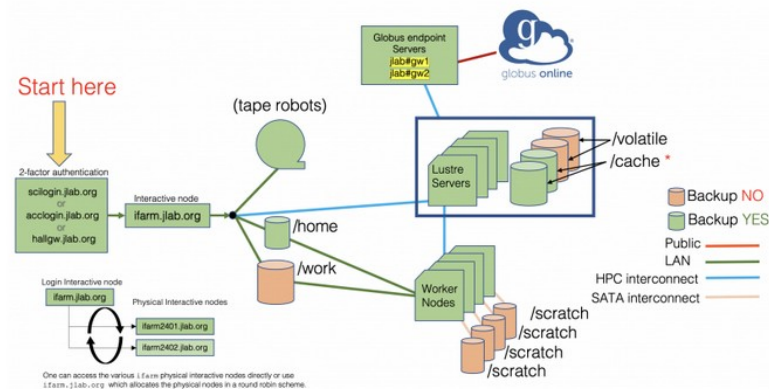 Start here
2-factor authentication
scilogin.jlab.org
or
acclogin.jlab.org
or
hallgw.jlab.org
Interactive node
ifarm.jlab.org
(tape robots)
/home
/work
Globus endpoint
Servers
jlab#gw1
jlab#gw2
g
globus online
Lustre
Servers
/volatile
/cache *
Worker
Nodes
/scratch
/scratch
/scratch
/scratch
Backup NO
Backup YES
Public
LAN
HPC interconnect
SATA interconnect
Login Interactive node
ifarm.jlab.org
Physical Interactive nodes
ifarm2401.jlab.org
ifarm2402.jlab.org
One can access the various ifarm physical interactive nodes directly or use
ifarm.jlab.org which allocates the physical nodes in a round robin scheme.